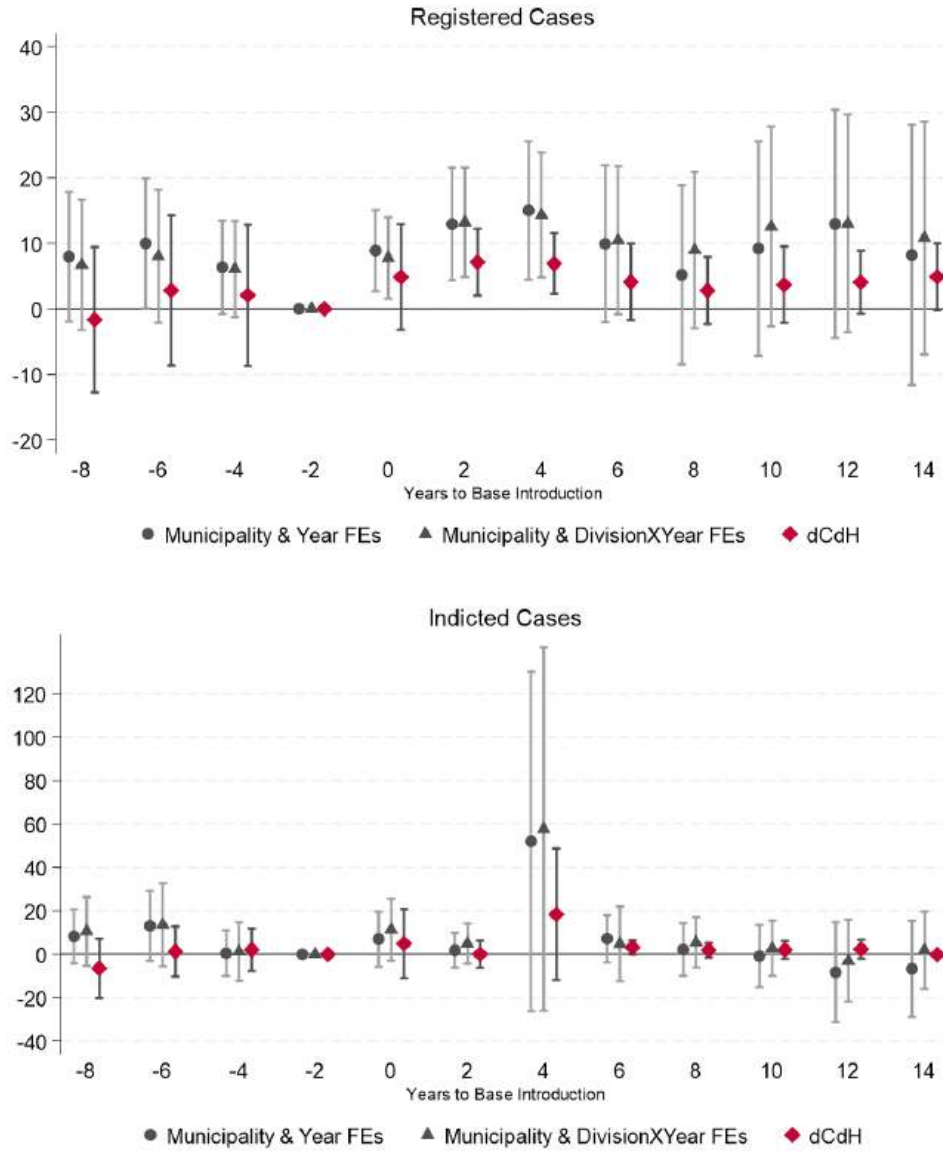 Registered Cases
40
30
20
10
0
-10
-20
-8 -6 -4 -2 0 2 4 6 8 10 12 14
Years to Base Introduction
Municipality & Year FEs Municipality & DivisionXYear FEs dCdH
Indicted Cases
120
100
80
60
40
20
0
-20
-40
-8 -6 -4 -2 0 2 4 6 8 10 12 14
Years to Base Introduction
Municipality & Year FEs Municipality & DivisionXYear FEs dCdH